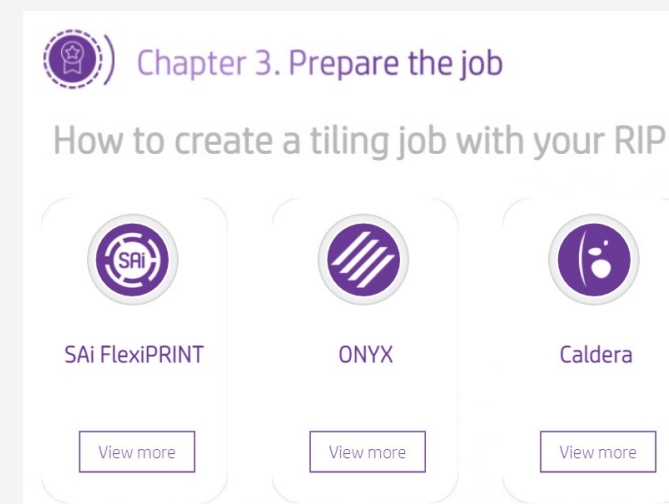 Chapter 3. Prepare the job
How to create a tiling job with your RIP
SAi
SAi FlexiPRINT
ONYX
Caldera
View more
View more
View more